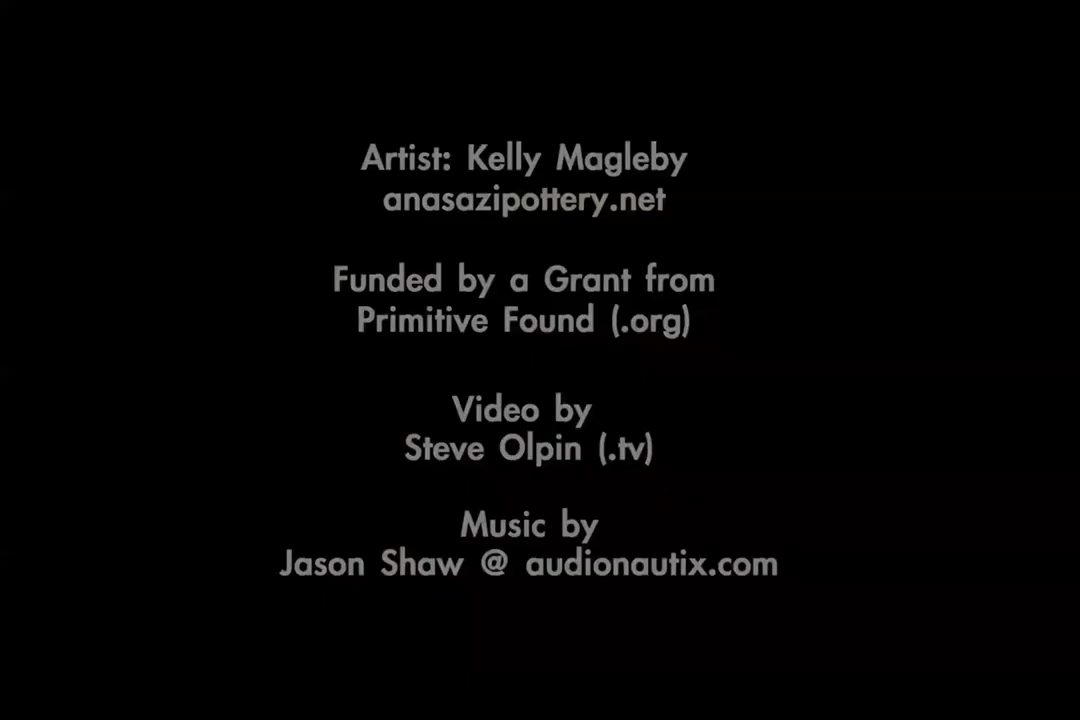 Artist: Kelly Magleby
anasazipottery.net
Funded by a Grant from
Primitive Found (.org)
Video by
Steve Olpin (.tv)
Music by
Jason Shaw @ audionautix.com